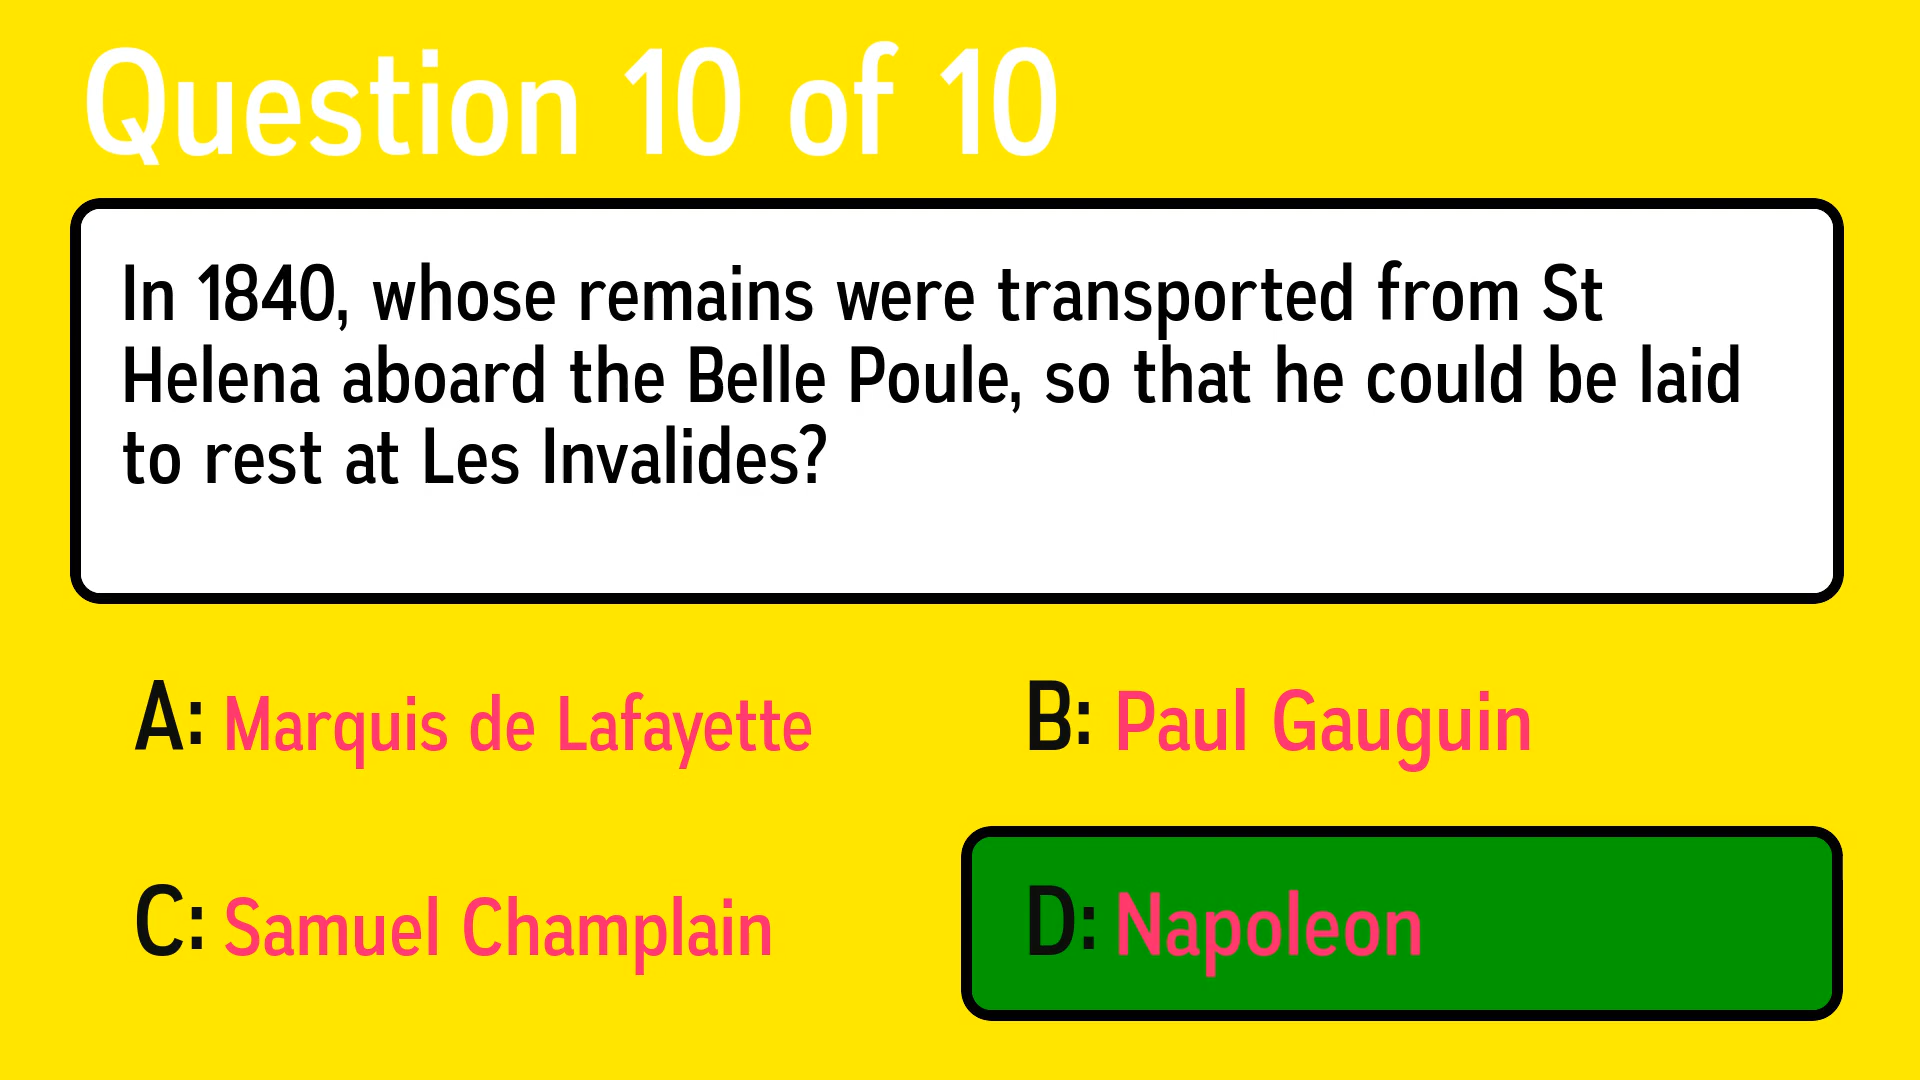 Question 10 of 10
In 1840, whose remains were transported from St
Helena aboard the Belle Poule, so that he could be laid
to rest at Les Invalides?
A: Marquis de Lafayette
B: Paul Gauguin
C: Samuel Champlain
D: Napoleon